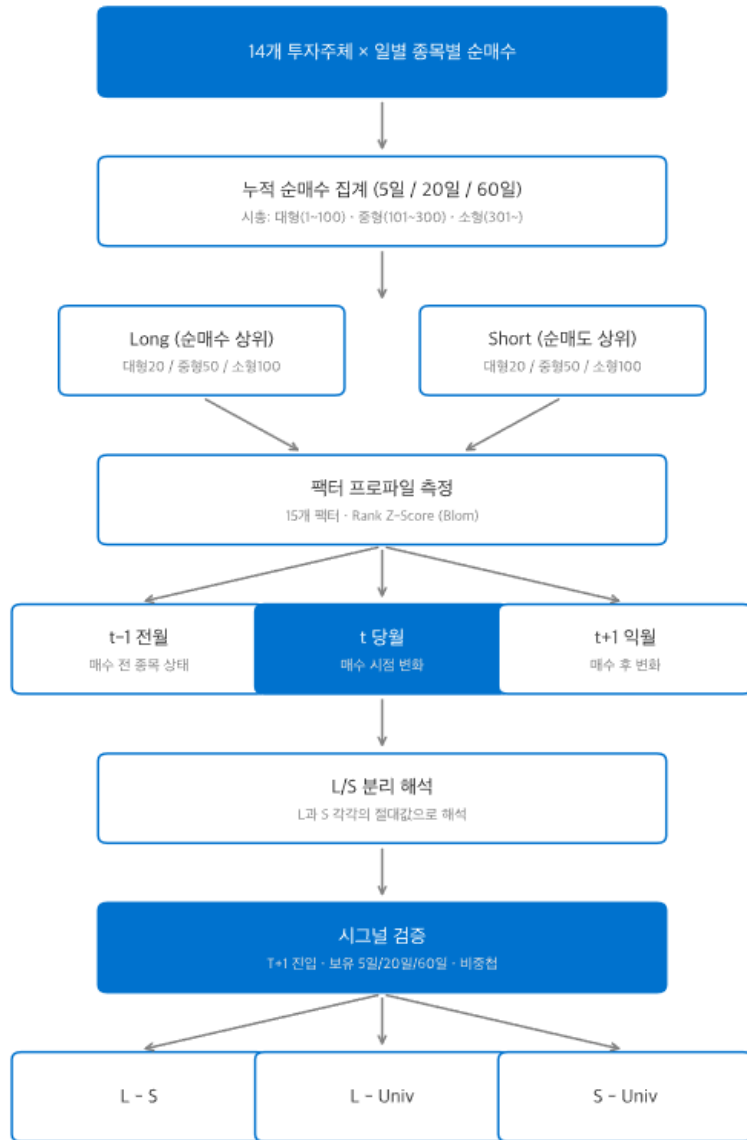 14개 투자주체 × 일별 종목별 순매수
누적 순매수 집계 (5일 / 20일 / 60일)
시총: 대형(1~100) · 중형(101~300) · 소형(301~)
Long (순매수 상위)
대형20 / 중형50 / 소형100
Short (순매도 상위)
대형20 / 중형50 / 소형100
팩터 프로파일 측정
15개 팩터 · Rank Z-Score (Blom)
t-1 전월
매수 전 종목 상태
t 당월
매수 시점 변화
t+1 익월
매수 후 변화
L/S 분리 해석
L과 S 각각의 절대값으로 해석
시그널 검증
T+1 진입 · 보유 5일/20일/60일 · 비중첩
L - S
L - Univ
S - Univ